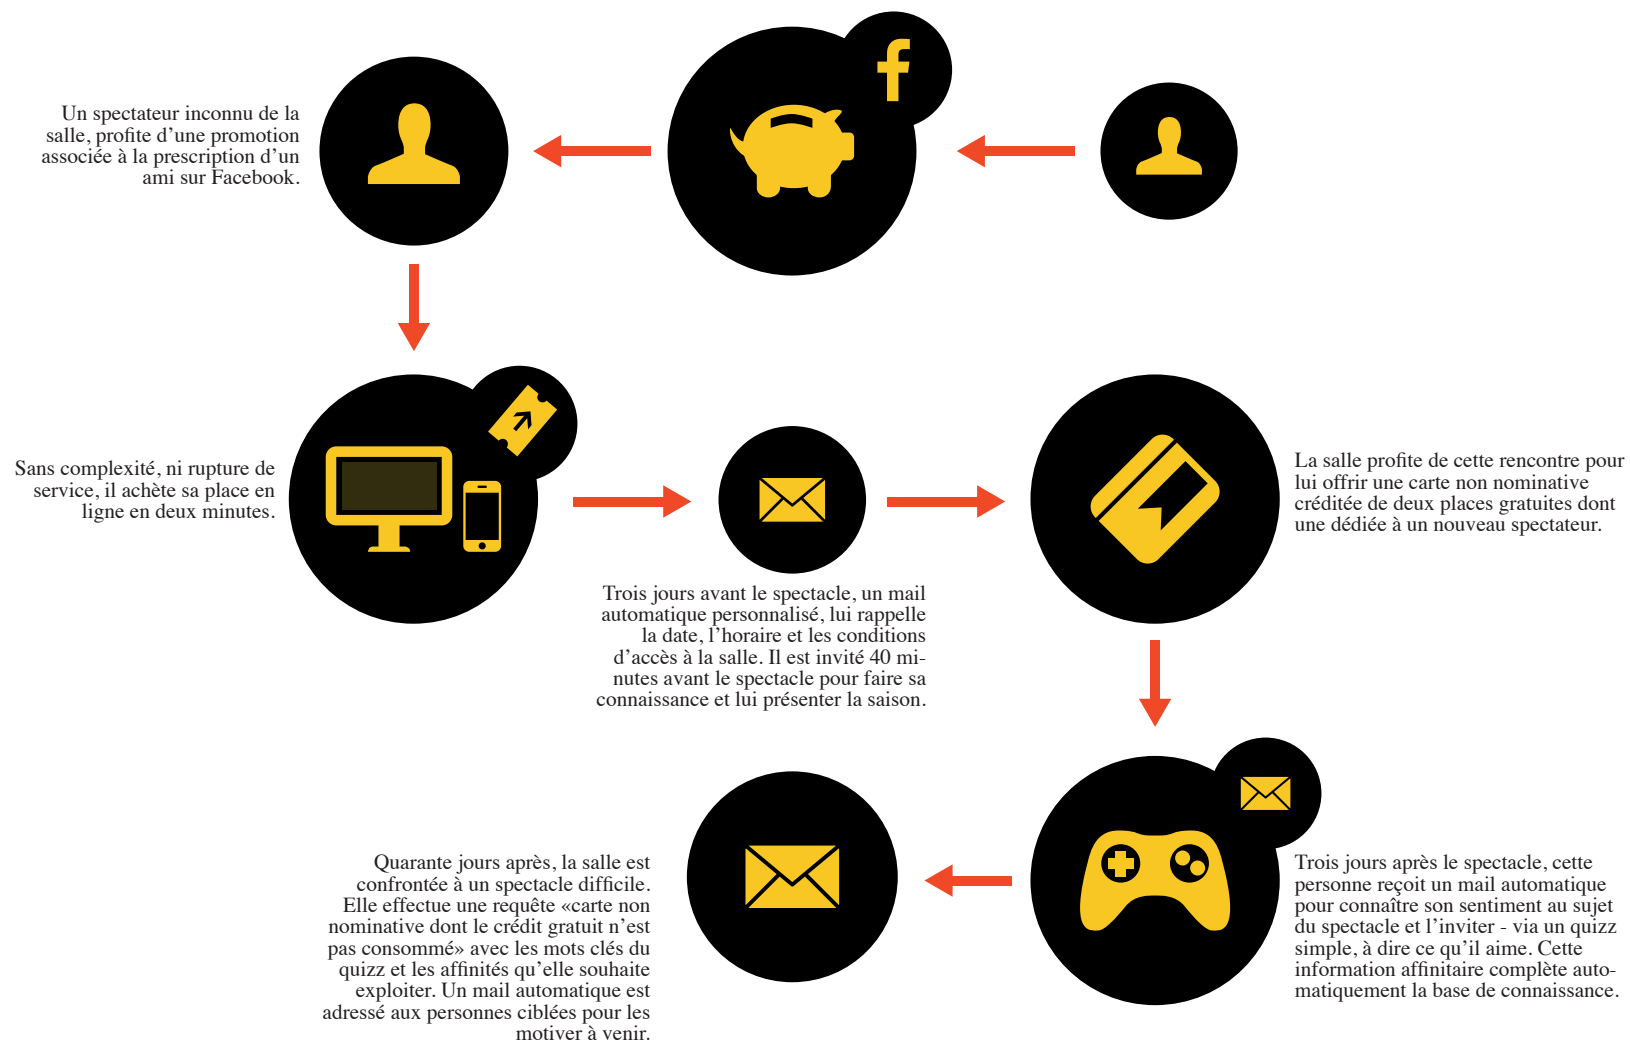 Un spectateur inconnu de la
salle, profite d’une promotion
associée à la prescription d’un
ami sur Facebook.
Sans complexité, ni rupture de
service, il achète sa place en
ligne en deux minutes.
Trois jours avant le spectacle, un mail
automatique personnalisé, lui rappelle
la date, l’horaire et les conditions
d’accès à la salle. Il est invité 40 mi-
nutes avant le spectacle pour faire sa
connaissance et lui présenter la saison.
La salle profite de cette rencontre pour
lui offrir une carte non nominative
créditée de deux places gratuites dont
une dédiée à un nouveau spectateur.
Trois jours après le spectacle, cette
personne reçoit un mail automatique
pour connaître son sentiment au sujet
du spectacle et l’inviter - via un quizz
simple, à dire ce qu’il aime. Cette
information affinitaire complète auto-
matiquement la base de connaissance.
Quarante jours après, la salle est
confrontée à un spectacle difficile.
Elle effectue une requête «carte non
nominative dont le crédit gratuit n’est
pas consommé» avec les mots clés du
quizz et les affinités qu’elle souhaite
exploiter. Un mail automatique est
adressé aux personnes ciblées pour les
motiver à venir.